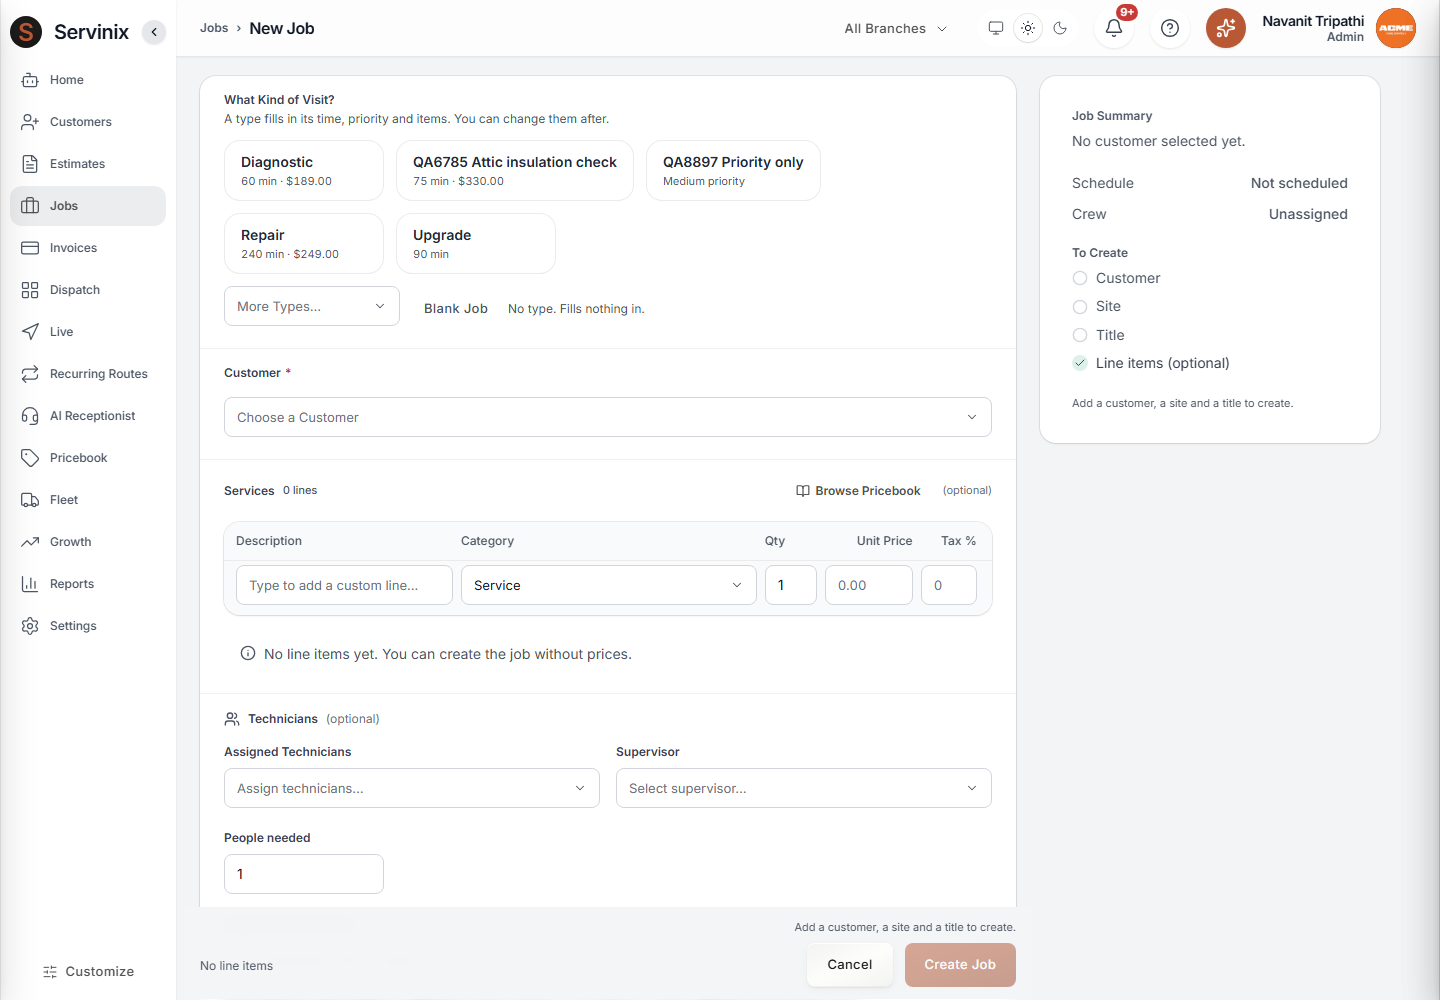 S Servinix
Home
Customers
Estimates
Jobs
Invoices
Dispatch
Live
Recurring Routes
AI Receptionist
Pricebook
Fleet
Growth
Reports
Settings
Customize
Jobs › New Job
All Branches
9+
Navanit Tripathi
Admin
ACME
What Kind of Visit?
A type fills in its time, priority and items. You can change them after.
Diagnostic
60 min · $189.00
QA6785 Attic insulation check
75 min · $330.00
QA8897 Priority only
Medium priority
Repair
240 min · $249.00
Upgrade
90 min
More Types...
Blank Job
No type. Fills nothing in.
Customer *
Choose a Customer
Services 0 lines
Browse Pricebook
(optional)
Description Category Qty Unit Price Tax %
Type to add a custom line... Service 1 0.00 0
No line items yet. You can create the job without prices.
Technicians (optional)
Assigned Technicians
Assign technicians...
Supervisor
Select supervisor...
People needed
1
Add a customer, a site and a title to create.
No line items
Cancel
Create Job
Job Summary
No customer selected yet.
Schedule Not scheduled
Crew Unassigned
To Create
Customer
Site
Title
Line items (optional)
Add a customer, a site and a title to create.